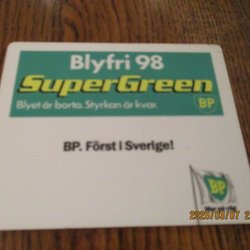 Blyfri 98
SuperGreen
Blyet är borta. Styrkan är kvar.
BP
BP. Först i Sverige!
BP